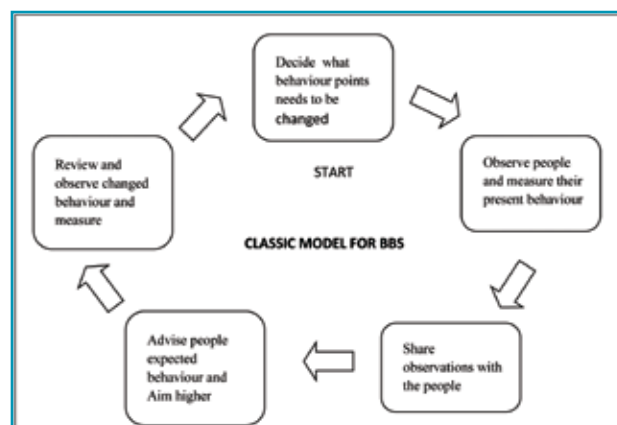 Decide what
behaviour points
needs to be
changed
START
Observe people
and measure their
present behaviour
Share
observations with
the people
Advise people
expected
behaviour and
Aim higher
Review and
observe changed
behaviour and
measure
CLASSIC MODEL FOR BBS